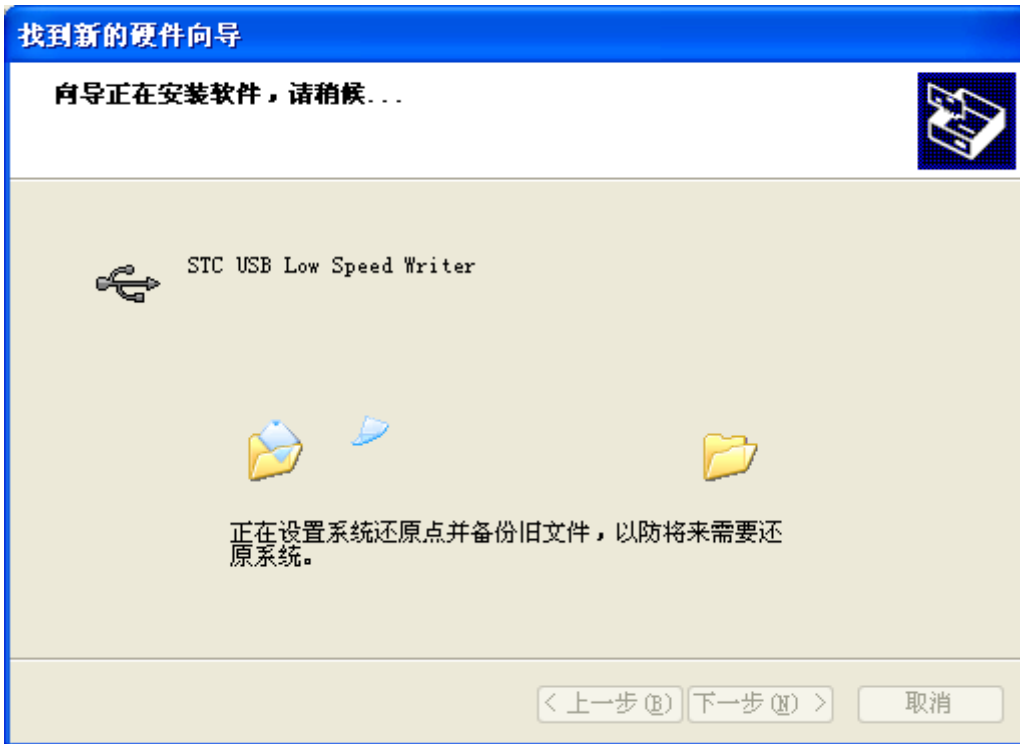 找到新的硬件向导
向导正在安装软件，请稍候...
STC USB Low Speed Writer
正在设置系统还原点并备份旧文件，以防将来需要还
原系统。
< 上一步(B) 下一步(N) > 取消